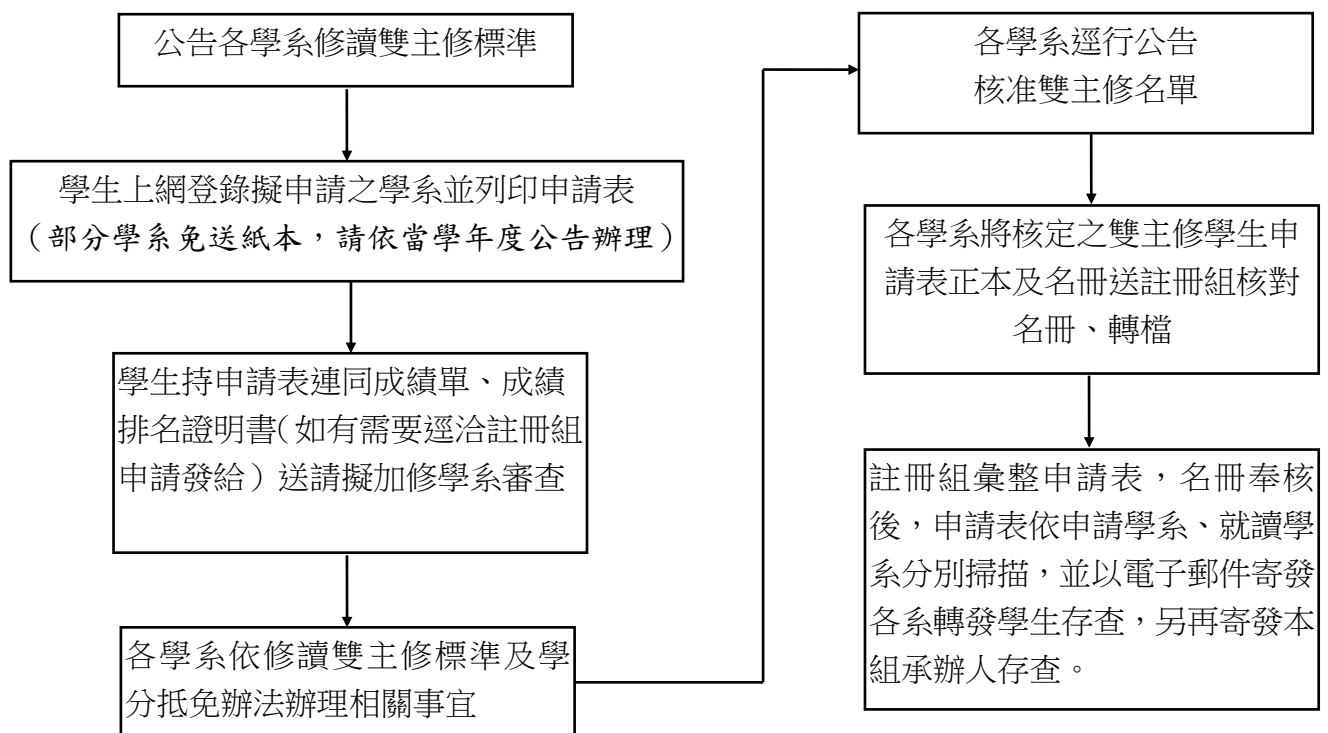 公告各學系修讀雙主修標準
學生上網登錄擬申請之學系並列印申請表
（部分學系免送紙本，請依當學年度公告辦理）
學生持申請表連同成績單、成績
排名證明書（如有需要逕洽註冊組
申請發給）送請擬加修學系審查
各學系依修讀雙主修標準及學
分抵免辦法辦理相關事宜
各學系逕行公告
核准雙主修名單
各學系將核定之雙主修學生申
請表正本及名冊送註冊組核對
名冊、轉檔
註冊組彙整申請表，名冊奉核
後，申請表依申請學系、就讀學
系分別掃描，並以電子郵件寄發
各系轉發學生存查，另再寄發本
組承辦人存查。